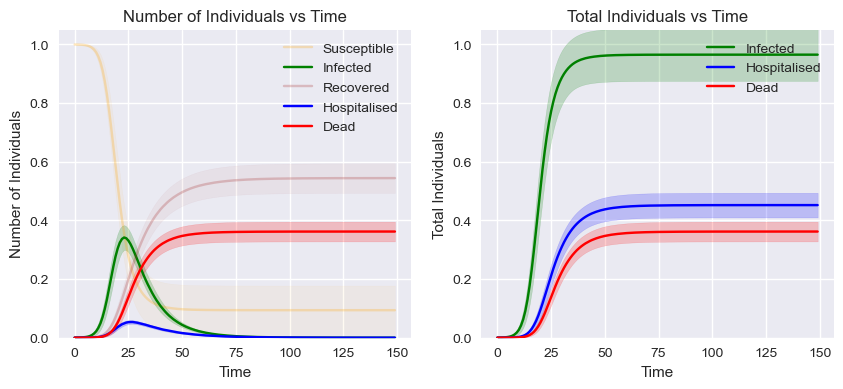 Number of Individuals vs Time
Number of Individuals
1.0
0.8
0.6
0.4
0.2
0.0
Susceptible
Infected
Recovered
Hospitalised
Dead
0 25 50 75 100 125 150
Time
Total Individuals vs Time
Total Individuals
1.0
0.8
0.6
0.4
0.2
0.0
Infected
Hospitalised
Dead
0 25 50 75 100 125 150
Time